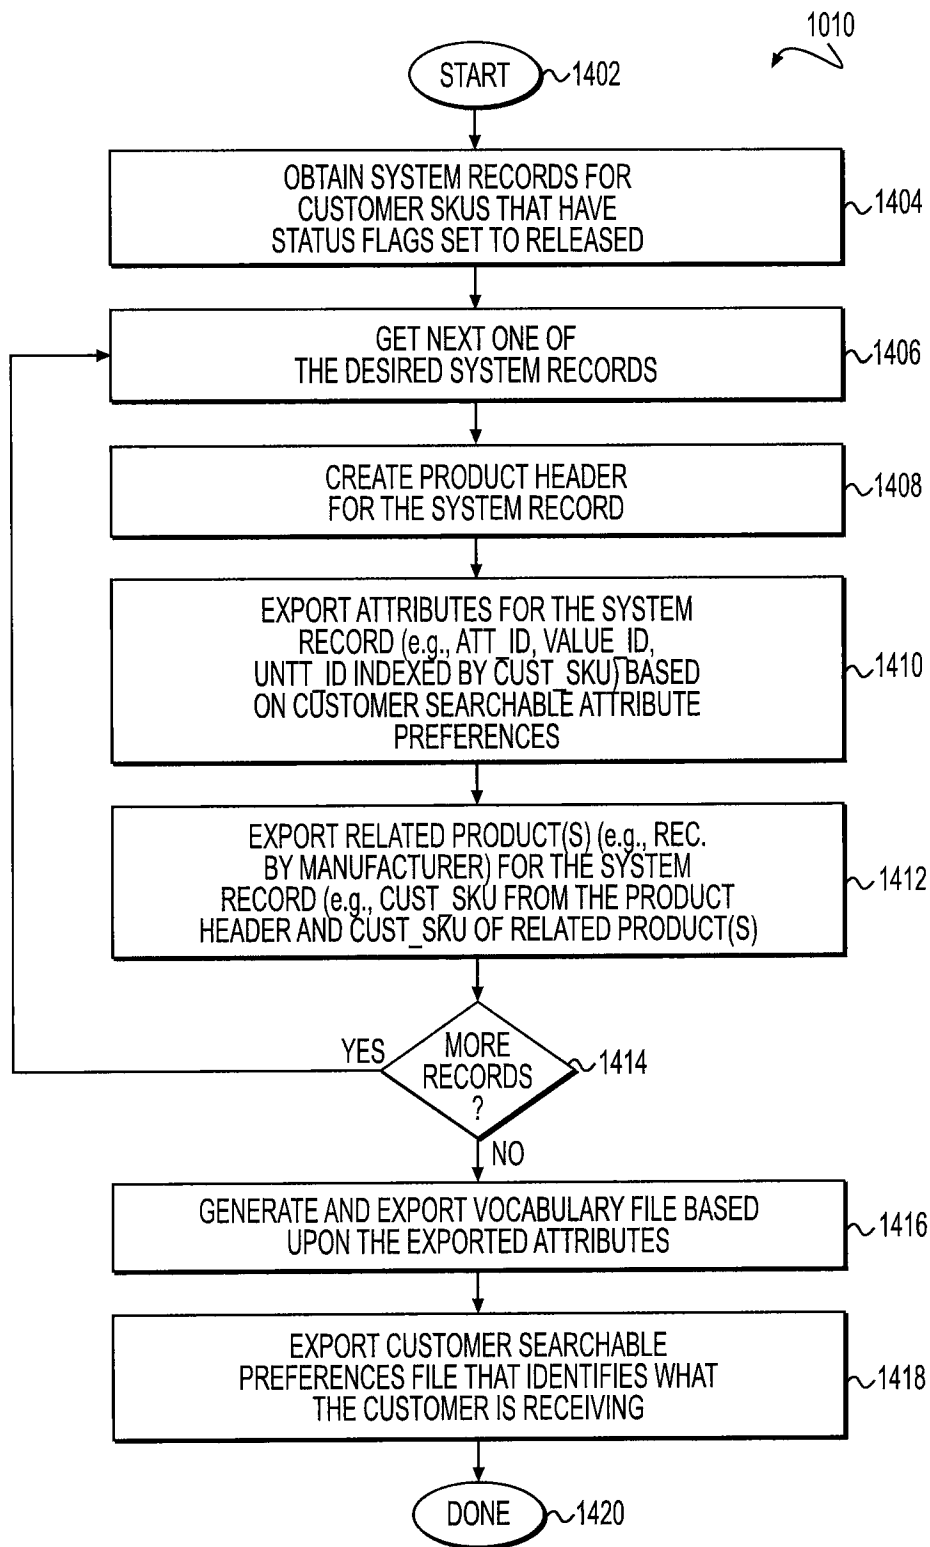 1010
START
1402
OBTAIN SYSTEM RECORDS FOR
CUSTOMER SKUS THAT HAVE
STATUS FLAGS SET TO RELEASED
1404
GET NEXT ONE OF
THE DESIRED SYSTEM RECORDS
1406
CREATE PRODUCT HEADER
FOR THE SYSTEM RECORD
1408
EXPORT ATTRIBUTES FOR THE SYSTEM
RECORD (e.g., ATT_ID, VALUE_ID,
UNTT_ID INDEXED BY CUST_SKU) BASED
ON CUSTOMER SEARCHABLE ATTRIBUTE
PREFERENCES
1410
EXPORT RELATED PRODUCT(S) (e.g., REC.
BY MANUFACTURER) FOR THE SYSTEM
RECORD (e.g., CUST_SKU FROM THE PRODUCT
HEADER AND CUST_SKU OF RELATED PRODUCT(S)
1412
YES
MORE
RECORDS
?
1414
NO
GENERATE AND EXPORT VOCABULARY FILE BASED
UPON THE EXPORTED ATTRIBUTES
1416
EXPORT CUSTOMER SEARCHABLE
PREFERENCES FILE THAT IDENTIFIES WHAT
THE CUSTOMER IS RECEIVING
1418
DONE
1420